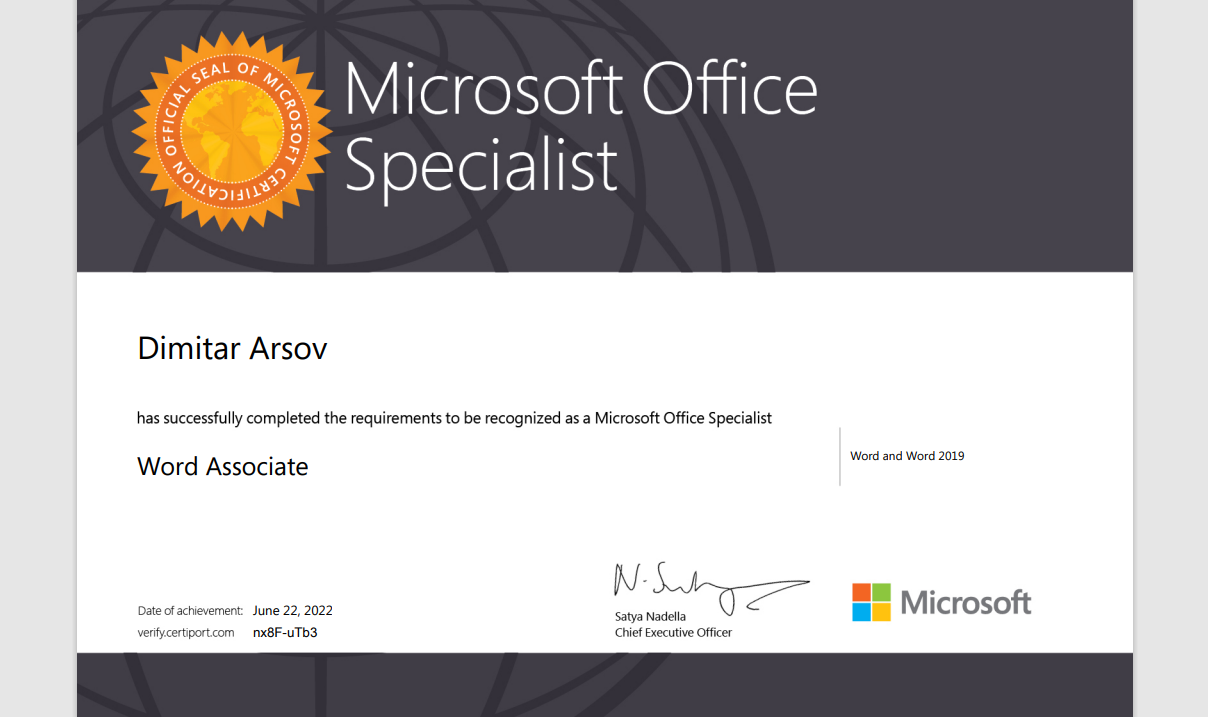 OFFICIAL SEAL OF MICROSOFT CERTIFICATION
Microsoft Office
Specialist
Dimitar Arsov
has successfully completed the requirements to be recognized as a Microsoft Office Specialist
Word Associate
Word and Word 2019
Date of achievement: June 22, 2022
verify.certiport.com nx8F-uTb3
N. Satya Nadella
Chief Executive Officer
Microsoft